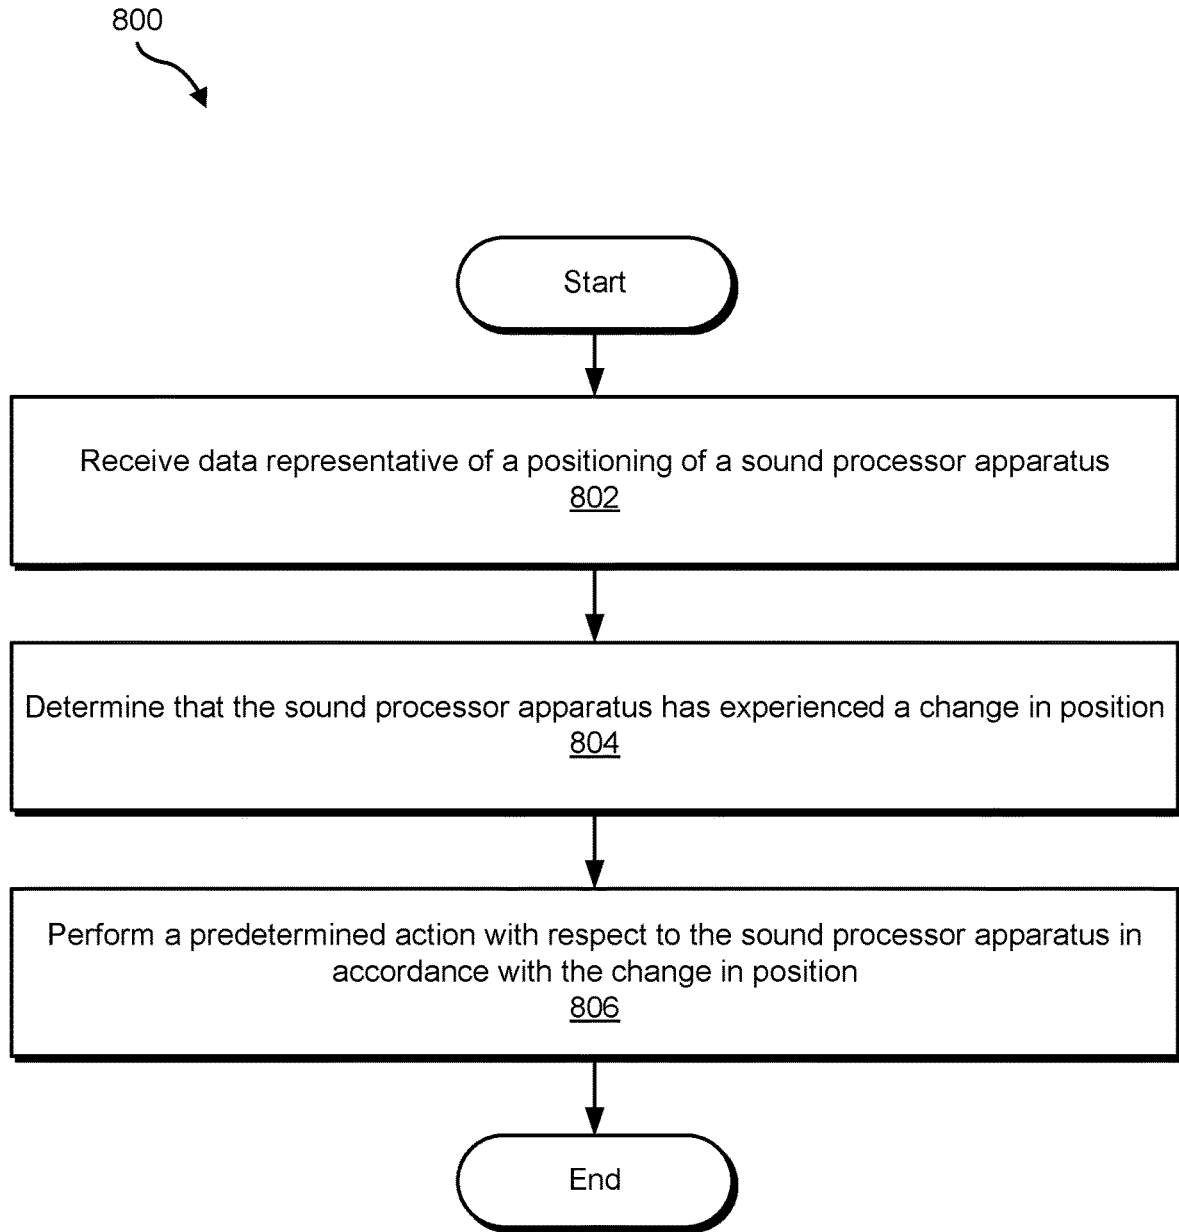 800
Start
Receive data representative of a positioning of a sound processor apparatus
802
Determine that the sound processor apparatus has experienced a change in position
804
Perform a predetermined action with respect to the sound processor apparatus in
accordance with the change in position
806
End